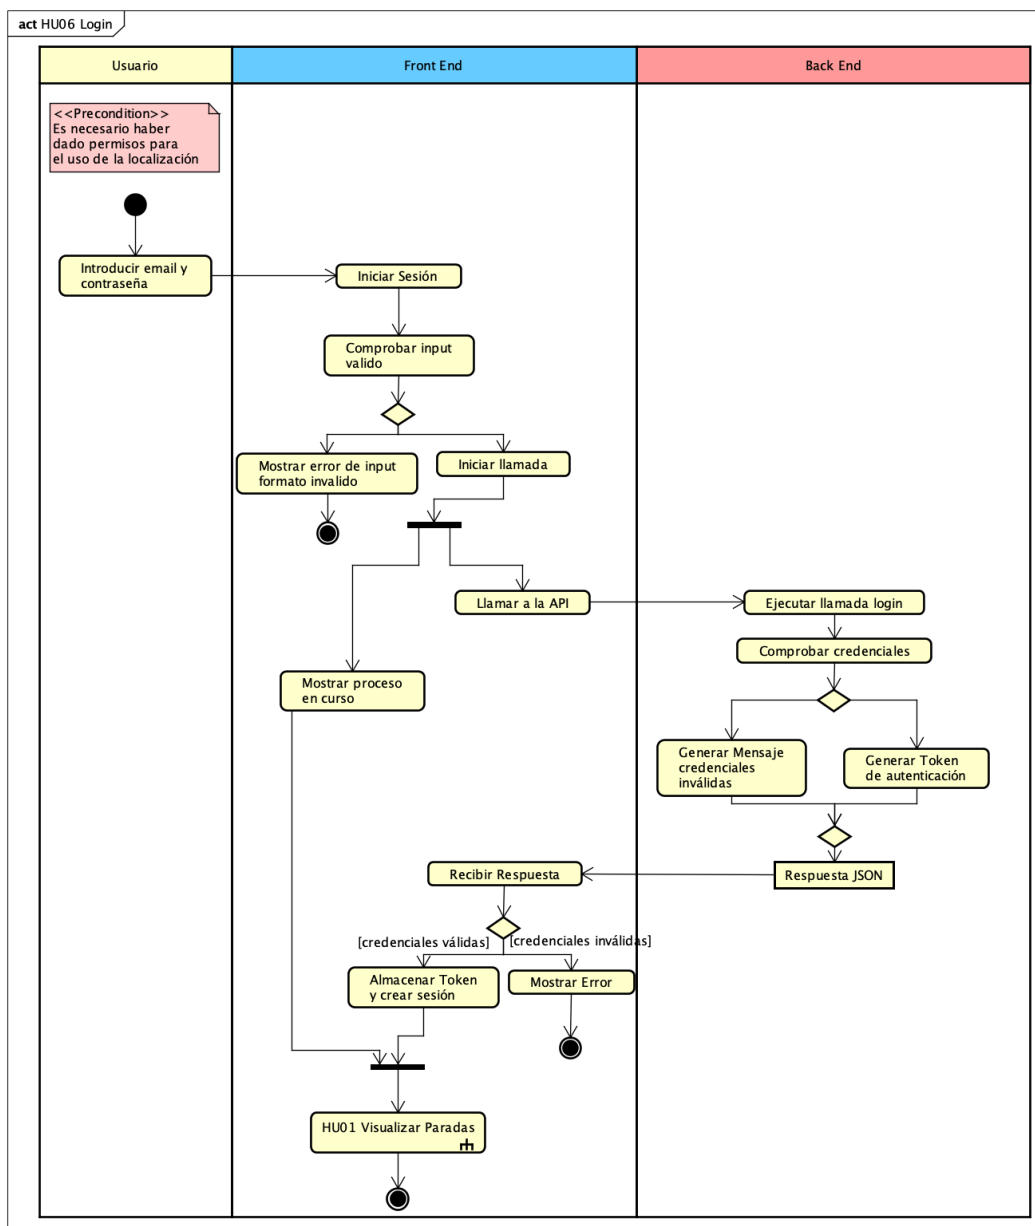 act HU06 Login
Usuario
Front End
Back End
<<Precondition>>
Es necesario haber
dado permisos para
el uso de la localización
Introducir email y
contraseña
Iniciar Sesión
Comprobar input
valido
Mostrar error de input
formato invalido
Iniciar llamada
Llamar a la API
Ejecutar llamada login
Comprobar credenciales
Mostrar proceso
en curso
Generar Mensaje
credenciales
inválidas
Generar Token
de autenticación
Recibir Respuesta
Respuesta JSON
[credenciales válidas]
[credenciales inválidas]
Almacenar Token
y crear sesión
Mostrar Error
HU01 Visualizar Paradas